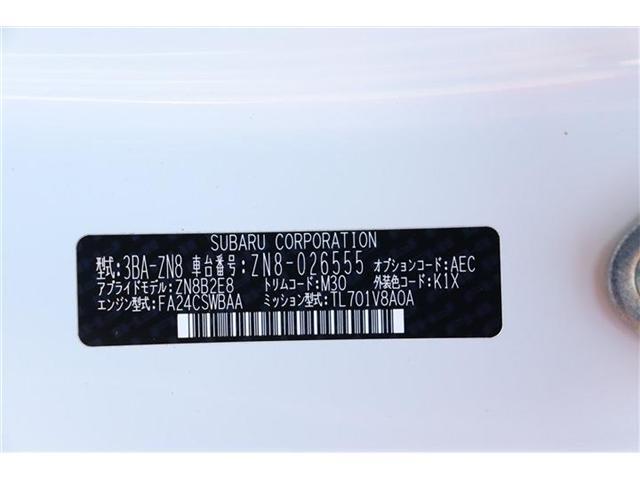 SUBARU CORPORATION
型式:3BA-ZN8 車台番号:ZN8-026555 オプションコード:AEC
アプライドモデル:ZN8B2E8 トリムコード:M30 外装色コード:K1X
エンジン型式:FA24CSWBAA ミッション型式:TL701V8A0A